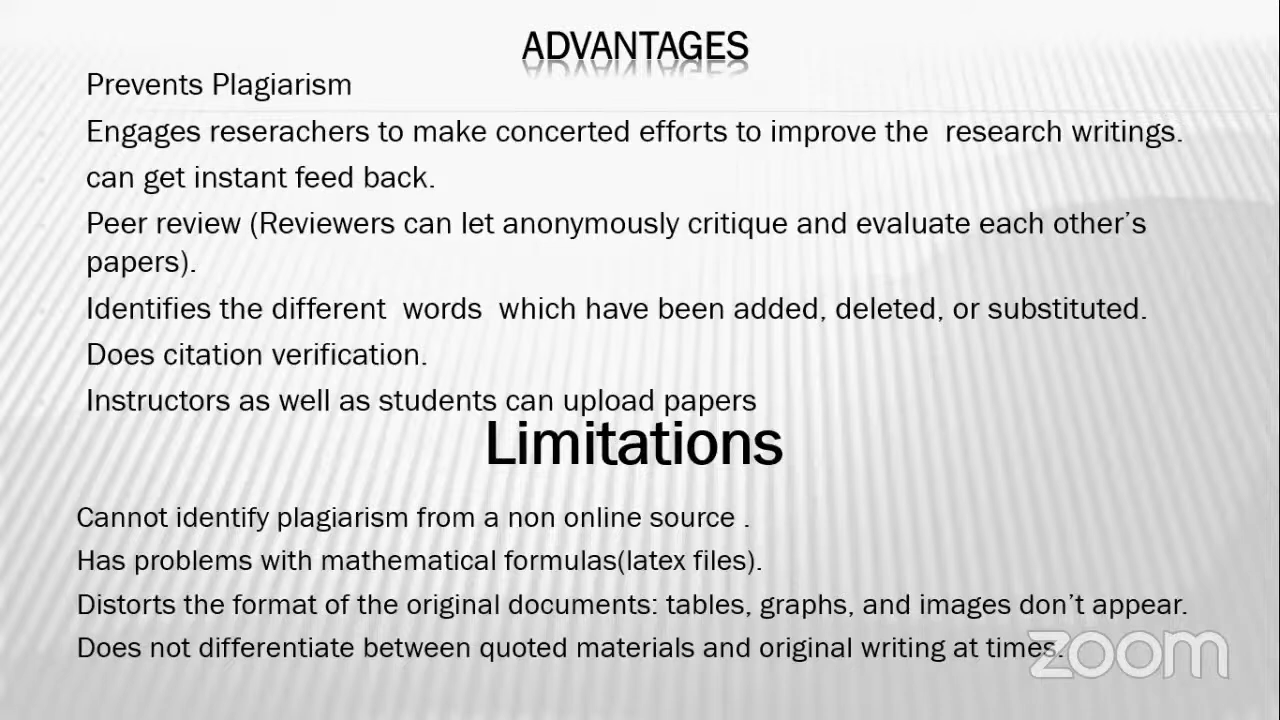 ADVANTAGES
Prevents Plagiarism
Engages reserachers to make concerted efforts to improve the research writings.
can get instant feed back.
Peer review (Reviewers can let anonymously critique and evaluate each other’s
papers).
Identifies the different words which have been added, deleted, or substituted.
Does citation verification.
Instructors as well as students can upload papers
Limitations
Cannot identify plagiarism from a non online source .
Has problems with mathematical formulas(latex files).
Distorts the format of the original documents: tables, graphs, and images don’t appear.
Does not differentiate between quoted materials and original writing at times.
zoom